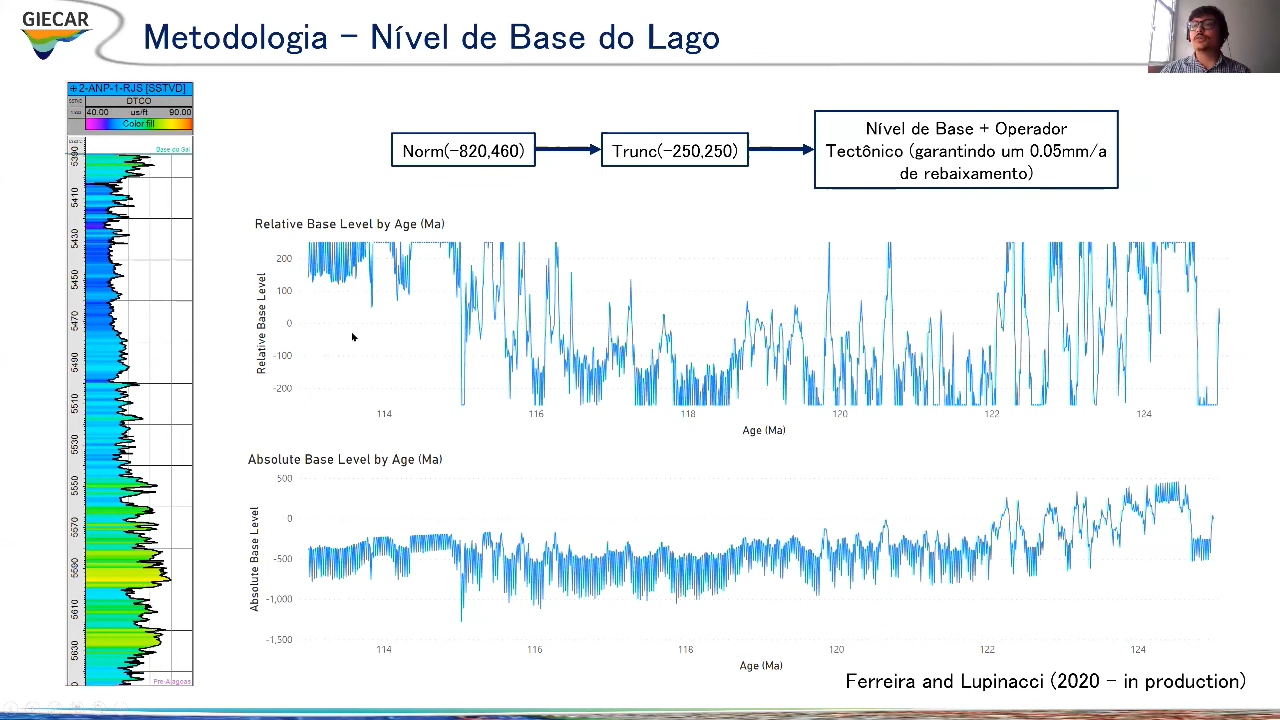 GIECAR
Metodologia – Nível de Base do Lago
2-ANP-1-RJS [SSTVD]
SSTVD
DTCO
40.00 us/ft 90.00
Color fill
Base do Sal
5390
5410
5430
5450
5470
5490
5510
5530
5550
5570
5590
5610
5630
Pre-Alagoas
Norm(-820,460)
Trunc(-250,250)
Nível de Base + Operador
Tectônico (garantindo um 0.05mm/a
de rebaixamento)
Relative Base Level by Age (Ma)
Relative Base Level
200
100
0
-100
-200
114 116 118 120 122 124
Age (Ma)
Absolute Base Level by Age (Ma)
Absolute Base Level
500
0
-500
-1,000
-1,500
114 116 118 120 122 124
Age (Ma)
Ferreira and Lupinacci (2020 – in production)